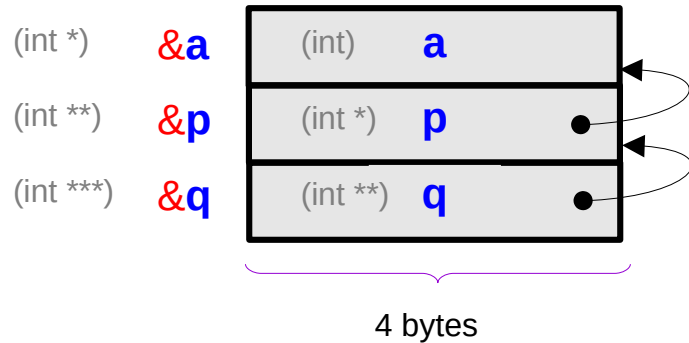 (int *) &a (int) a
(int **) &p (int *) p
(int ***) &q (int **) q
4 bytes